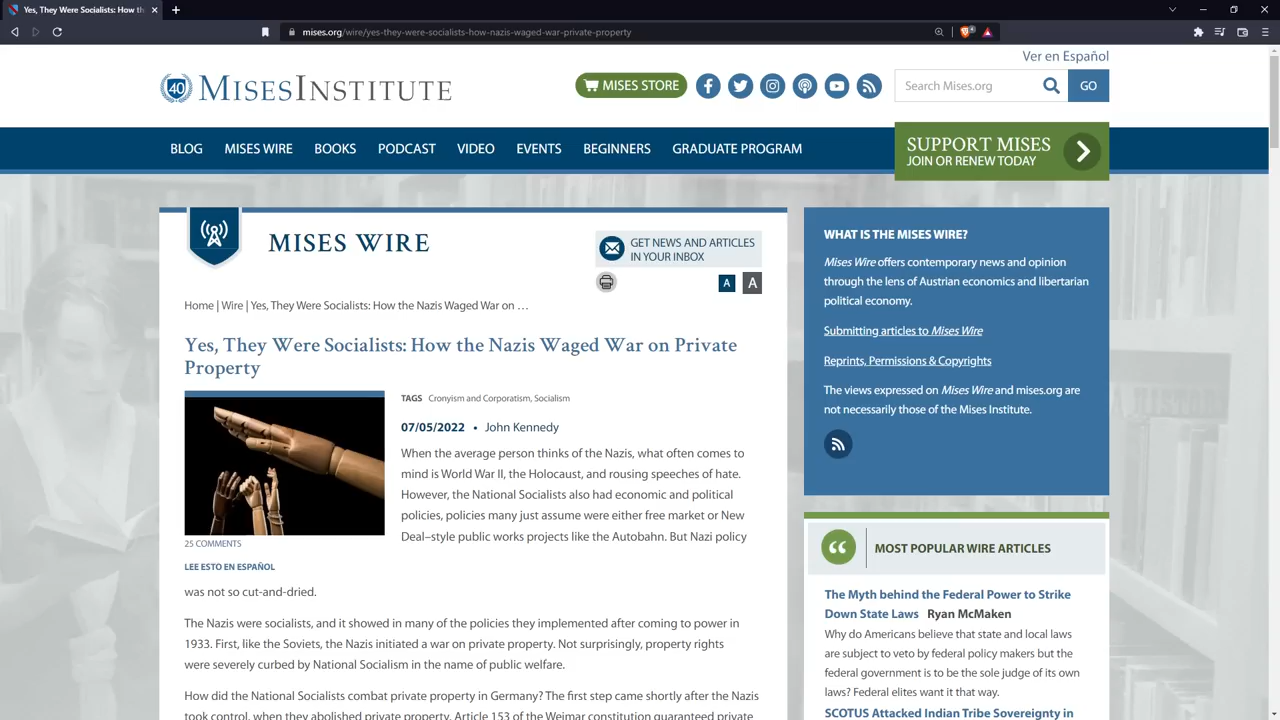 Yes, They Were Socialists: How th
mises.org/wire/yes-they-were-socialists-how-nazis-waged-war-private-property
Ver en Español
40
MISES INSTITUTE
MISES STORE
Search Mises.org
GO
BLOG MISES WIRE BOOKS PODCAST VIDEO EVENTS BEGINNERS GRADUATE PROGRAM
SUPPORT MISES
JOIN OR RENEW TODAY
MISES WIRE
GET NEWS AND ARTICLES
IN YOUR INBOX
A A
Home | Wire | Yes, They Were Socialists: How the Nazis Waged War on …
Yes, They Were Socialists: How the Nazis Waged War on Private
Property
TAGS Cronyism and Corporatism, Socialism
07/05/2022 • John Kennedy
When the average person thinks of the Nazis, what often comes to
mind is World War II, the Holocaust, and rousing speeches of hate.
However, the National Socialists also had economic and political
policies, policies many just assume were either free market or New
Deal–style public works projects like the Autobahn. But Nazi policy
25 COMMENTS
LEE ESTO EN ESPAÑOL
was not so cut-and-dried.
The Nazis were socialists, and it showed in many of the policies they implemented after coming to power in
1933. First, like the Soviets, the Nazis initiated a war on private property. Not surprisingly, property rights
were severely curbed by National Socialism in the name of public welfare.
How did the National Socialists combat private property in Germany? The first step came shortly after the Nazis
took control, when they abolished private property. Article 153 of the Weimar constitution guaranteed private
WHAT IS THE MISES WIRE?
Mises Wire offers contemporary news and opinion
through the lens of Austrian economics and libertarian
political economy.
Submitting articles to Mises Wire
Reprints, Permissions & Copyrights
The views expressed on Mises Wire and mises.org are
not necessarily those of the Mises Institute.
MOST POPULAR WIRE ARTICLES
The Myth behind the Federal Power to Strike
Down State Laws Ryan McMaken
Why do Americans believe that state and local laws
are subject to veto by federal policy makers but the
federal government is to be the sole judge of its own
laws? Federal elites want it that way.
SCOTUS Attacked Indian Tribe Sovereignty in